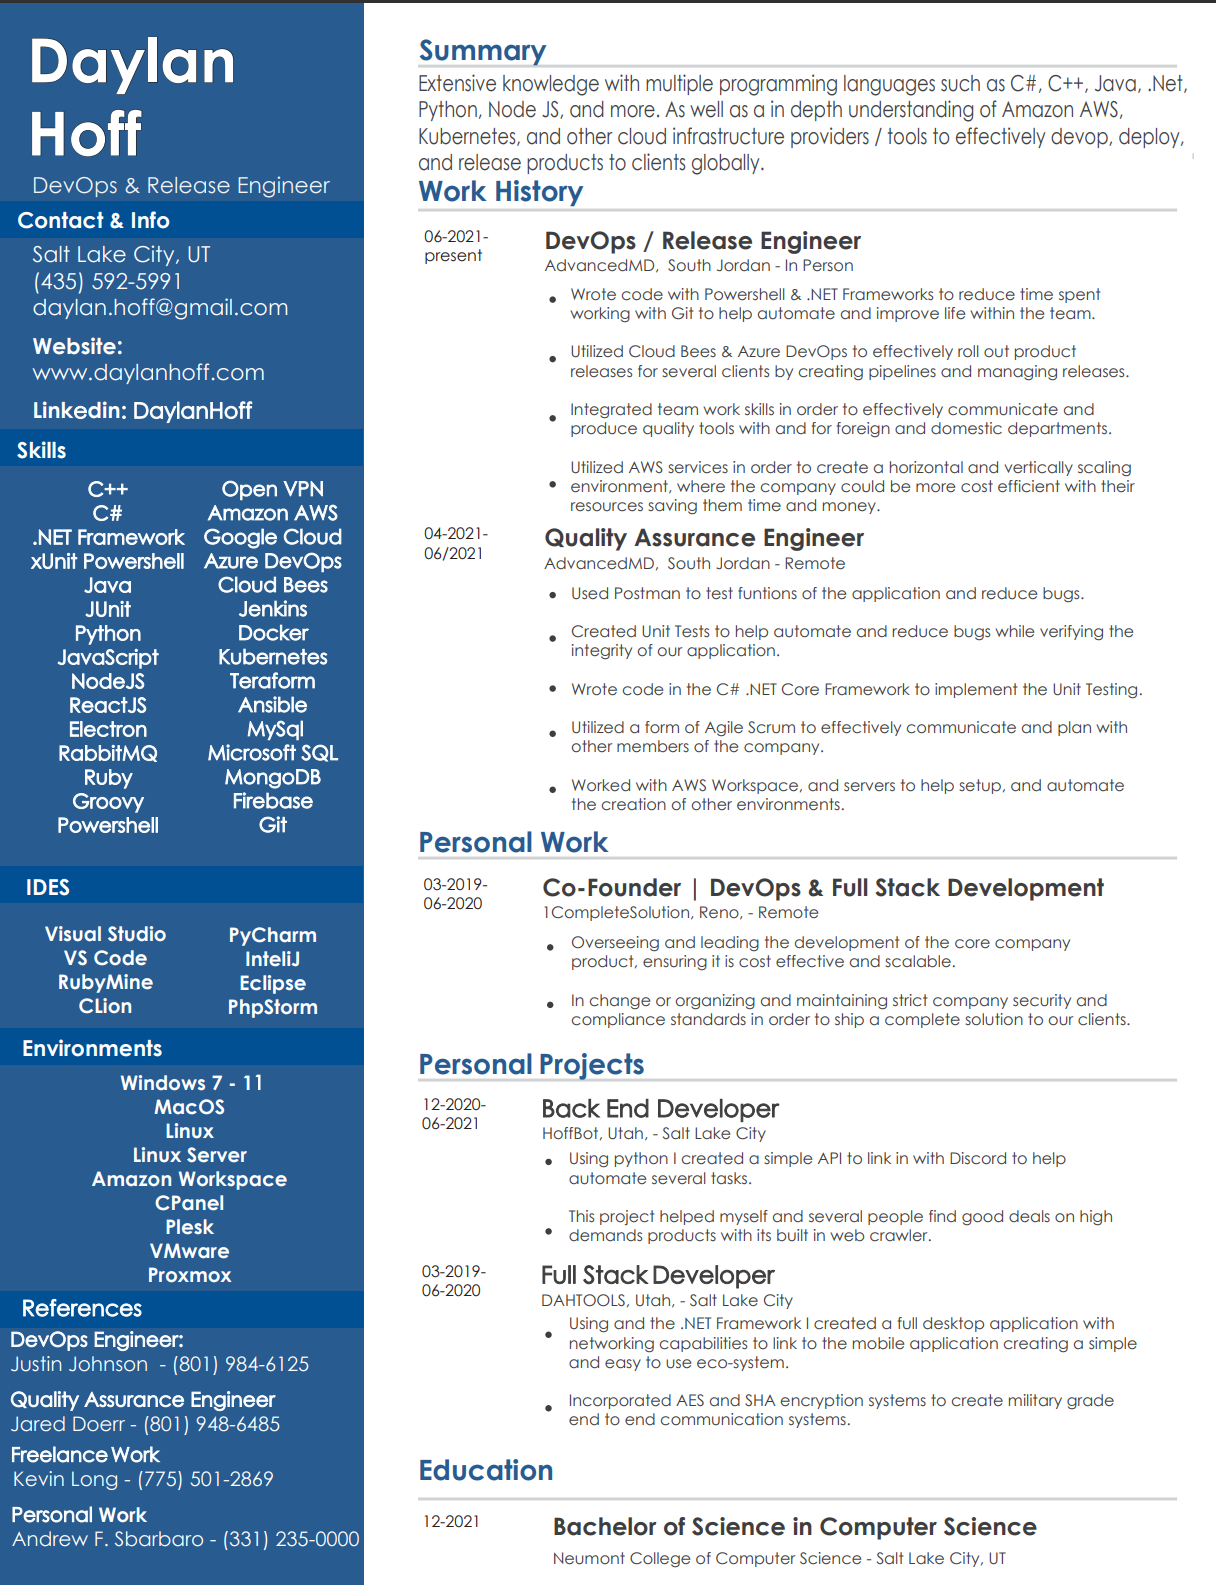 Daylan
Hoff
DevOps & Release Engineer
Contact & Info
Salt Lake City, UT
(435) 592-5991
daylan.hoff@gmail.com
Website:
www.daylanhoff.com
Linkedin: DaylanHoff
Skills
C++
C#
.NET Framework
xUnit Powershell
Java
JUnit
Python
JavaScript
NodeJS
ReactJS
Electron
RabbitMQ
Ruby
Groovy
Powershell
Open VPN
Amazon AWS
Google Cloud
Azure DevOps
Cloud Bees
Jenkins
Docker
Kubernetes
Teraform
Ansible
MySql
Microsoft SQL
MongoDB
Firebase
Git
IDES
Visual Studio
VS Code
RubyMine
CLion
PyCharm
InteliJ
Eclipse
PhpStorm
Environments
Windows 7 - 11
MacOS
Linux
Linux Server
Amazon Workspace
CPanel
Plesk
VMware
Proxmox
References
DevOps Engineer:
Justin Johnson - (801) 984-6125
Quality Assurance Engineer
Jared Doerr - (801) 948-6485
Freelance Work
Kevin Long - (775) 501-2869
Personal Work
Andrew F. Sbarbaro - (331) 235-0000
Summary
Extensive knowledge with multiple programming languages such as C#, C++, Java, .Net,
Python, Node JS, and more. As well as a in depth understanding of Amazon AWS,
Kubernetes, and other cloud infrastructure providers / tools to effectively devop, deploy,
and release products to clients globally.
Work History
06-2021-
present
DevOps / Release Engineer
AdvancedMD, South Jordan - In Person
• Wrote code with Powershell & .NET Frameworks to reduce time spent
working with Git to help automate and improve life within the team.
• Utilized Cloud Bees & Azure DevOps to effectively roll out product
releases for several clients by creating pipelines and managing releases.
• Integrated team work skills in order to effectively communicate and
produce quality tools with and for foreign and domestic departments.
• Utilized AWS services in order to create a horizontal and vertically scaling
environment, where the company could be more cost efficient with their
resources saving them time and money.
04-2021-
06/2021
Quality Assurance Engineer
AdvancedMD, South Jordan - Remote
• Used Postman to test funtions of the application and reduce bugs.
• Created Unit Tests to help automate and reduce bugs while verifying the
integrity of our application.
• Wrote code in the C# .NET Core Framework to implement the Unit Testing.
• Utilized a form of Agile Scrum to effectively communicate and plan with
other members of the company.
• Worked with AWS Workspace, and servers to help setup, and automate
the creation of other environments.
Personal Work
03-2019-
06-2020
Co-Founder | DevOps & Full Stack Development
1CompleteSolution, Reno, - Remote
• Overseeing and leading the development of the core company
product, ensuring it is cost effective and scalable.
• In change or organizing and maintaining strict company security and
compliance standards in order to ship a complete solution to our clients.
Personal Projects
12-2020-
06-2021
Back End Developer
HoffBot, Utah, - Salt Lake City
• Using python I created a simple API to link in with Discord to help
automate several tasks.
• This project helped myself and several people find good deals on high
demands products with its built in web crawler.
03-2019-
06-2020
Full Stack Developer
DAHTOOLS, Utah, - Salt Lake City
• Using and the .NET Framework I created a full desktop application with
networking capabilities to link to the mobile application creating a simple
and easy to use eco-system.
• Incorporated AES and SHA encryption systems to create military grade
end to end communication systems.
Education
12-2021
Bachelor of Science in Computer Science
Neumont College of Computer Science - Salt Lake City, UT